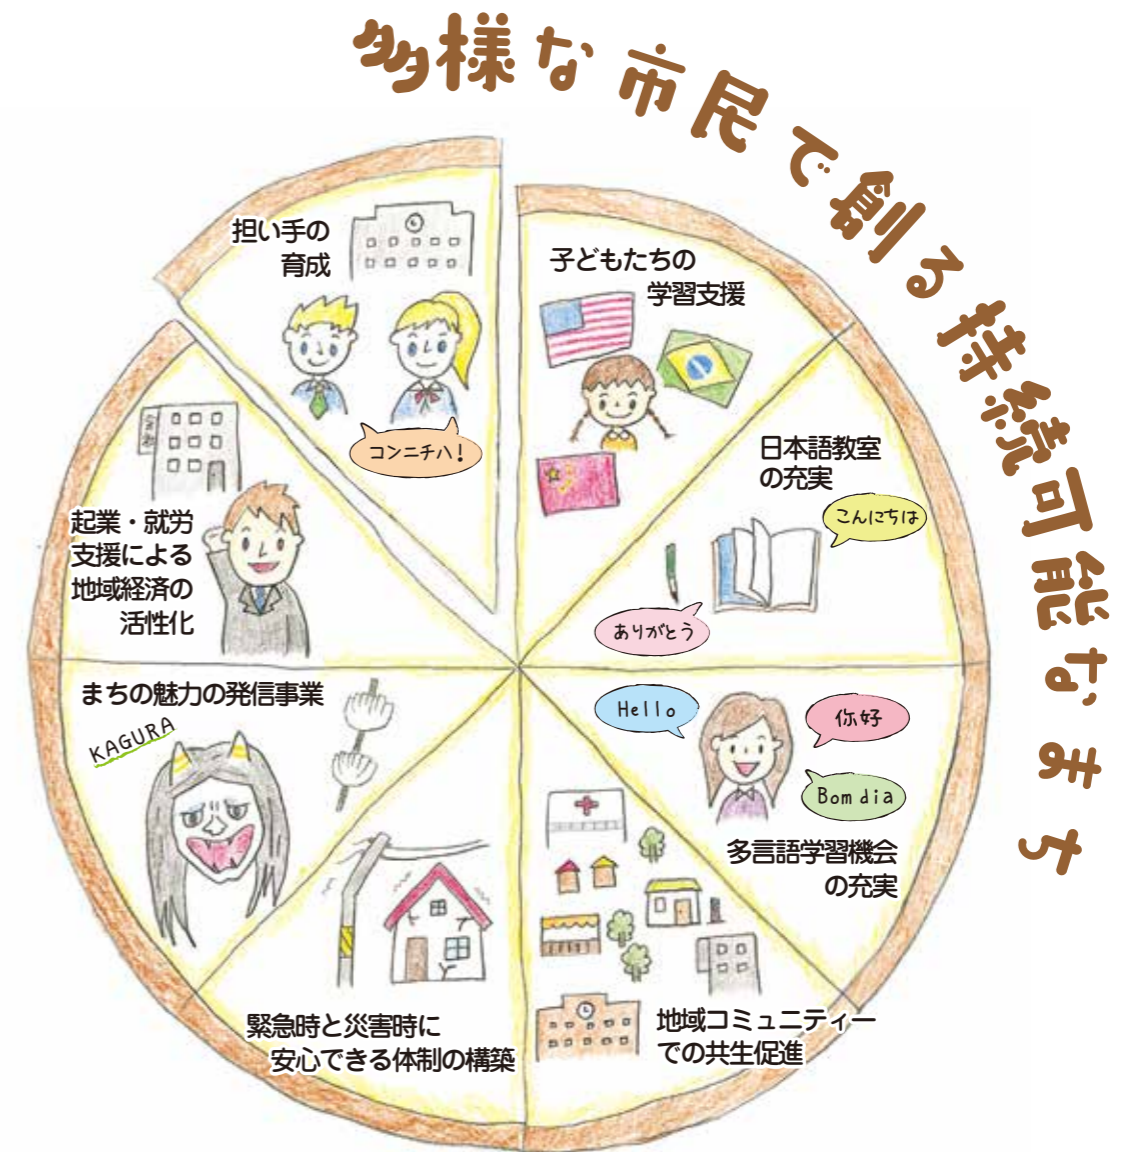 多様な市民で創る持続可能なまち
担い手の
育成
コンニチハ!
子どもたちの
学習支援
日本語教室
の充実
こんにちは
ありがとう
Hello
你好
Bom dia
多言語学習機会
の充実
地域コミュニティー
での共生促進
緊急時と災害時に
安心できる体制の構築
まちの魅力の発信事業
KAGURA
起業・就労
支援による
地域経済の
活性化